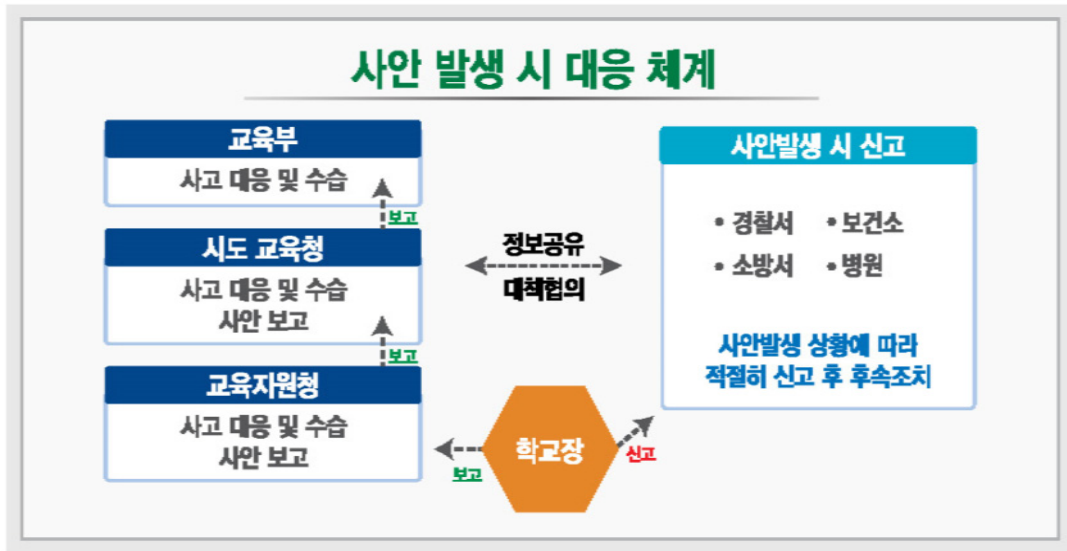 사안 발생 시 대응 체계
교육부
사고 대응 및 수습
보고
시도 교육청
사고 대응 및 수습
사안 보고
보고
교육지원청
사고 대응 및 수습
사안 보고
보고
학교장
신고
정보공유
대책협의
사안발생 시 신고
• 경찰서 • 보건소
• 소방서 • 병원
사안발생 상황에 따라
적절히 신고 후 후속조치